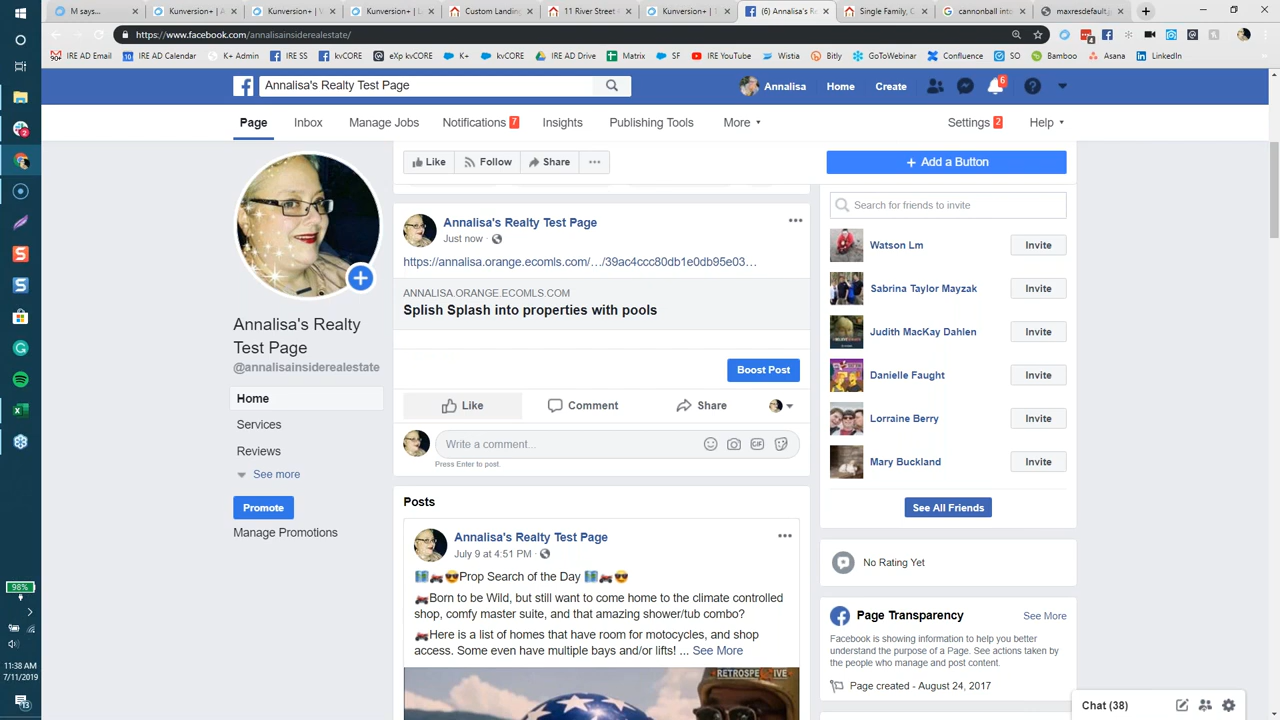 M says...
Kunversion+ | A
Kunversion+ |
Kunversion+ | L
Custom Landing
11 River Street
Kunversion+ |
(6) Annalisa's R
Single Family, C
cannonball into
maxresdefault.j
https://www.facebook.com/annalisainsiderealestate/
IRE AD Email
IRE AD Calendar
K+ Admin
IRE SS
kvCORE
eXp kvCORE
K+
IRE AD Drive
Matrix
SF
IRE YouTube
Wistia
Bitly
GoToWebinar
Confluence
SO
Bamboo
Asana
LinkedIn
Annalisa's Realty Test Page
Annalisa
Home
Create
6
Page
Inbox
Manage Jobs
Notifications 7
Insights
Publishing Tools
More
Settings 2
Help
Like
Follow
Share
+ Add a Button
Annalisa's Realty
Test Page
@annalisainsiderealestate
Home
Services
Reviews
See more
Promote
Manage Promotions
Annalisa's Realty Test Page
Just now
https://annalisa.orange.ecomls.com/…/39ac4ccc80db1e0db95e03…
ANNALISA.ORANGE.ECOMLS.COM
Splish Splash into properties with pools
Boost Post
Like
Comment
Share
Write a comment...
GIF
Press Enter to post.
Posts
Annalisa's Realty Test Page
July 9 at 4:51 PM
Prop Search of the Day
Born to be Wild, but still want to come home to the climate controlled
shop, comfy master suite, and that amazing shower/tub combo?
Here is a list of homes that have room for motocycles, and shop
access. Some even have multiple bays and/or lifts! ... See More
Search for friends to invite
Watson Lm
Invite
Sabrina Taylor Mayzak
Invite
Judith MacKay Dahlen
Invite
Danielle Faught
Invite
Lorraine Berry
Invite
Mary Buckland
Invite
See All Friends
No Rating Yet
Page Transparency
See More
Facebook is showing information to help you better
understand the purpose of a Page. See actions taken by
the people who manage and post content.
Page created - August 24, 2017
Chat (38)
98%
11:38 AM
7/11/2019